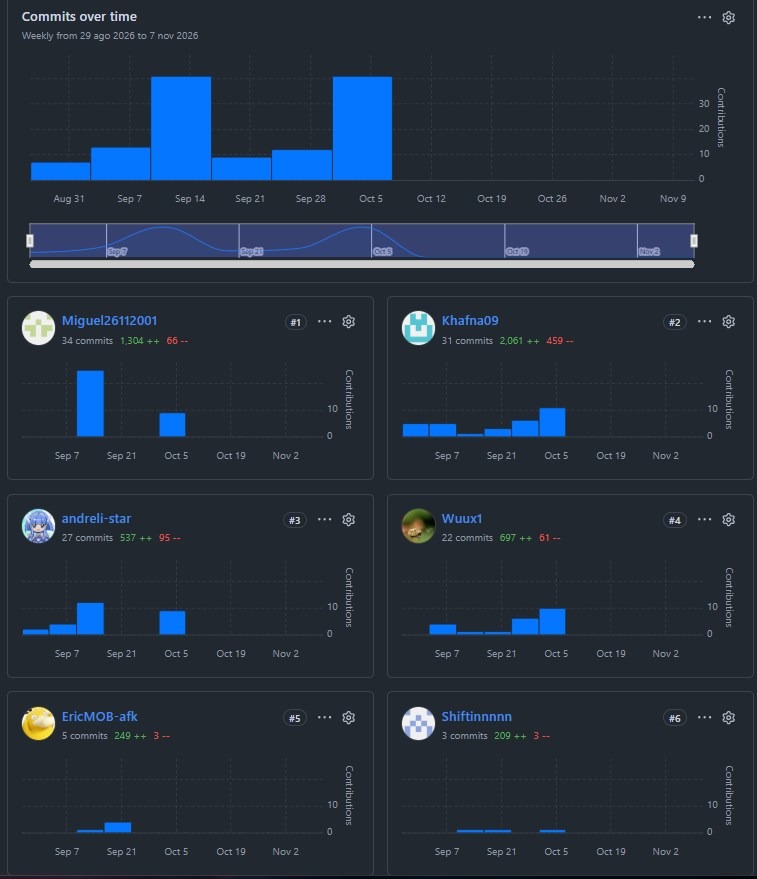 Commits over time
Weekly from 29 ago 2026 to 7 nov 2026
30
20
10
0
Contributions
Aug 31 Sep 7 Sep 14 Sep 21 Sep 28 Oct 5 Oct 12 Oct 19 Oct 26 Nov 2 Nov 9
Sep 7 Sep 21 Oct 5 Oct 19 Nov 2
Miguel26112001 #1
34 commits 1,304 ++ 66 --
10
0
Contributions
Sep 7 Sep 21 Oct 5 Oct 19 Nov 2
Khafna09 #2
31 commits 2,061 ++ 459 --
10
0
Contributions
Sep 7 Sep 21 Oct 5 Oct 19 Nov 2
andreli-star #3
27 commits 537 ++ 95 --
10
0
Contributions
Sep 7 Sep 21 Oct 5 Oct 19 Nov 2
Wuux1 #4
22 commits 697 ++ 61 --
10
0
Contributions
Sep 7 Sep 21 Oct 5 Oct 19 Nov 2
EricMOB-afk #5
5 commits 249 ++ 3 --
10
0
Contributions
Sep 7 Sep 21 Oct 5 Oct 19 Nov 2
Shiftinnnnn #6
3 commits 209 ++ 3 --
10
0
Contributions
Sep 7 Sep 21 Oct 5 Oct 19 Nov 2